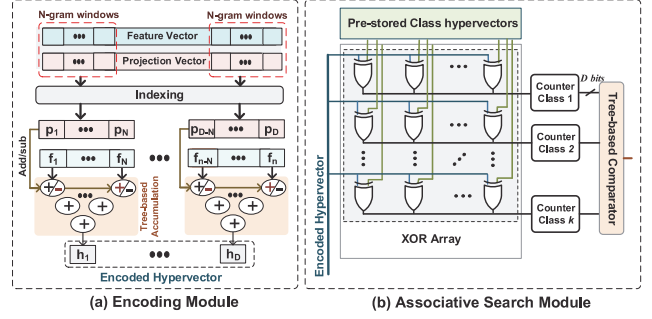 N-gram windows
N-gram windows
Feature Vector
Projection Vector
Indexing
Add/sub
p1 ••• pN
pD-N ••• pD
f1 ••• fN
fn-N ••• fn
+/- +/-
+/- +/-
Tree-based
Accumulation
h1 ••• hD
Encoded Hypervector
(a) Encoding Module
Pre-stored Class hypervectors
Encoded Hypervector
Counter
Class 1
D bits
Counter
Class 2
Counter
Class k
Tree-based Comparator
XOR Array
(b) Associative Search Module